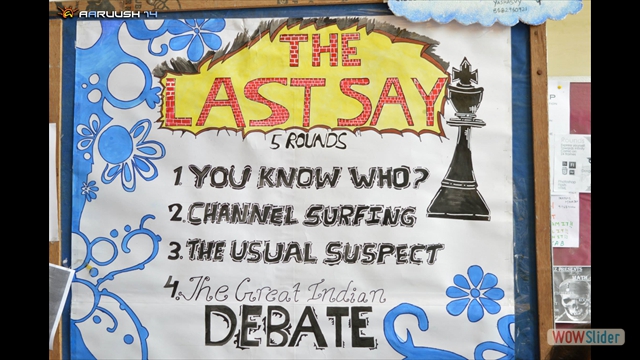 AARUUSH 14
THE
LAST SAY
5 ROUNDS
1 YOU KNOW WHO?
2. CHANNEL SURFING
3. THE USUAL SUSPECT
4. The Great Indian
DEBATE
WOWSlider